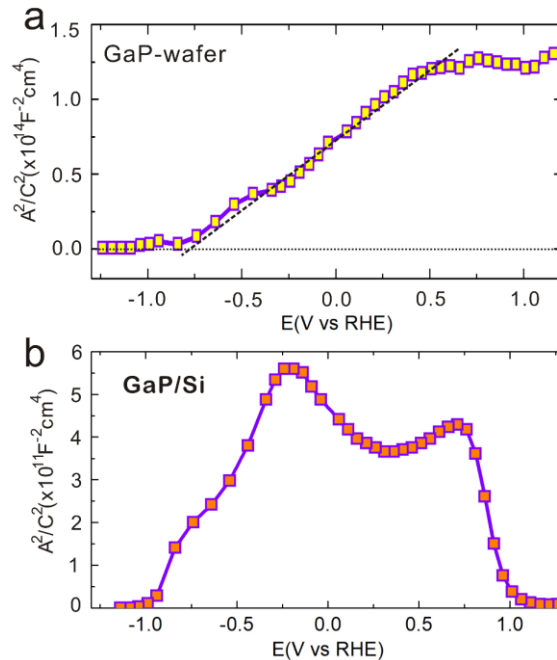 a
GaP-wafer
A²/C²(x10¹⁴F⁻²cm⁴)
1.5
1.0
0.5
0.0
-1.0 -0.5 0.0 0.5 1.0
E(V vs RHE)
b
GaP/Si
A²/C²(x10¹¹F⁻²cm⁴)
6
5
4
3
2
1
0
-1.0 -0.5 0.0 0.5 1.0
E(V vs RHE)